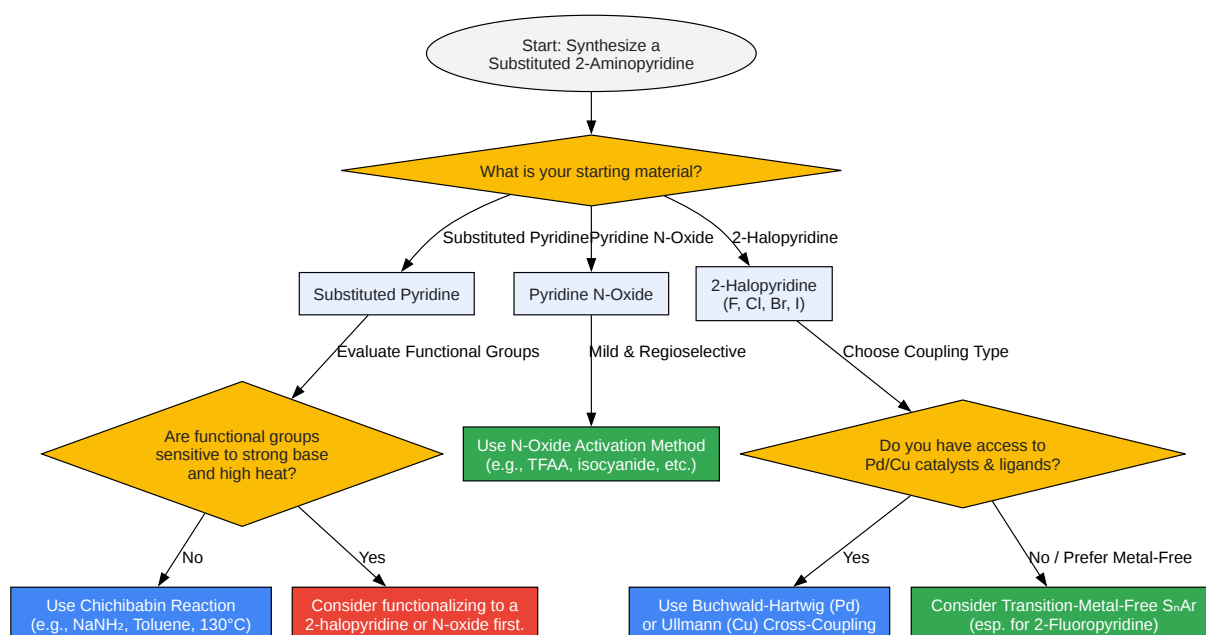 Start: Synthesize a
Substituted 2-Aminopyridine
What is your starting material?
Substituted Pyridine
Pyridine N-Oxide
2-Halopyridine
Substituted Pyridine
Pyridine N-Oxide
2-Halopyridine
(F, Cl, Br, I)
Evaluate Functional Groups
Mild & Regioselective
Choose Coupling Type
Are functional groups
sensitive to strong base
and high heat?
Use N-Oxide Activation Method
(e.g., TFAA, isocyanide, etc.)
Do you have access to
Pd/Cu catalysts & ligands?
No
Yes
Yes
No / Prefer Metal-Free
Use Chichibabin Reaction
(e.g., NaNH₂, Toluene, 130°C)
Consider functionalizing to a
2-halopyridine or N-oxide first.
Use Buchwald-Hartwig (Pd)
or Ullmann (Cu) Cross-Coupling
Consider Transition-Metal-Free SₙAr
(esp. for 2-Fluoropyridine)